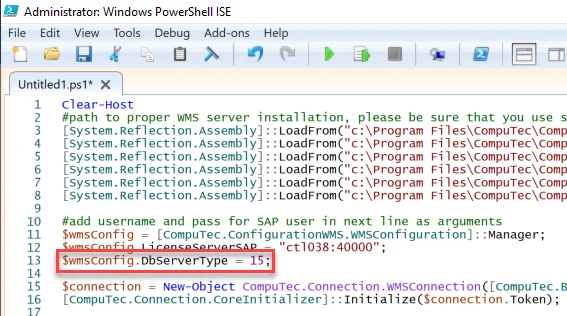 Administrator: Windows PowerShell ISE
File Edit View Tools Debug Add-ons Help
Untitled1.ps1* X
1 Clear-Host
2 #path to proper WMS server installation, please be sure that you use s
3 [System.Reflection.Assembly]::LoadFrom("c:\Program Files\CompuTec\Comp
4 [System.Reflection.Assembly]::LoadFrom("c:\Program Files\CompuTec\Comp
5 [System.Reflection.Assembly]::LoadFrom("c:\Program Files\CompuTec\Comp
6 [System.Reflection.Assembly]::LoadFrom("c:\Program Files\CompuTec\Comp
7 [System.Reflection.Assembly]::LoadFrom("c:\Program Files\CompuTec\Comp
8 [System.Reflection.Assembly]::LoadFrom("c:\Program Files\CompuTec\Comp
9
10 #add username and pass for SAP user in next line as arguments
11 $wmsConfig = [CompuTec.ConfigurationWMS.WMSConfiguration]::Manager;
12 $wmsConfig.LicenseServerSAP = "ctl038:40000";
13 $wmsConfig.DbServerType = 15;
14
15 $connection = New-Object CompuTec.Connection.WMSConnection([CompuTec.B
16 [CompuTec.Connection.CoreInitializer]::Initialize($connection.Token);